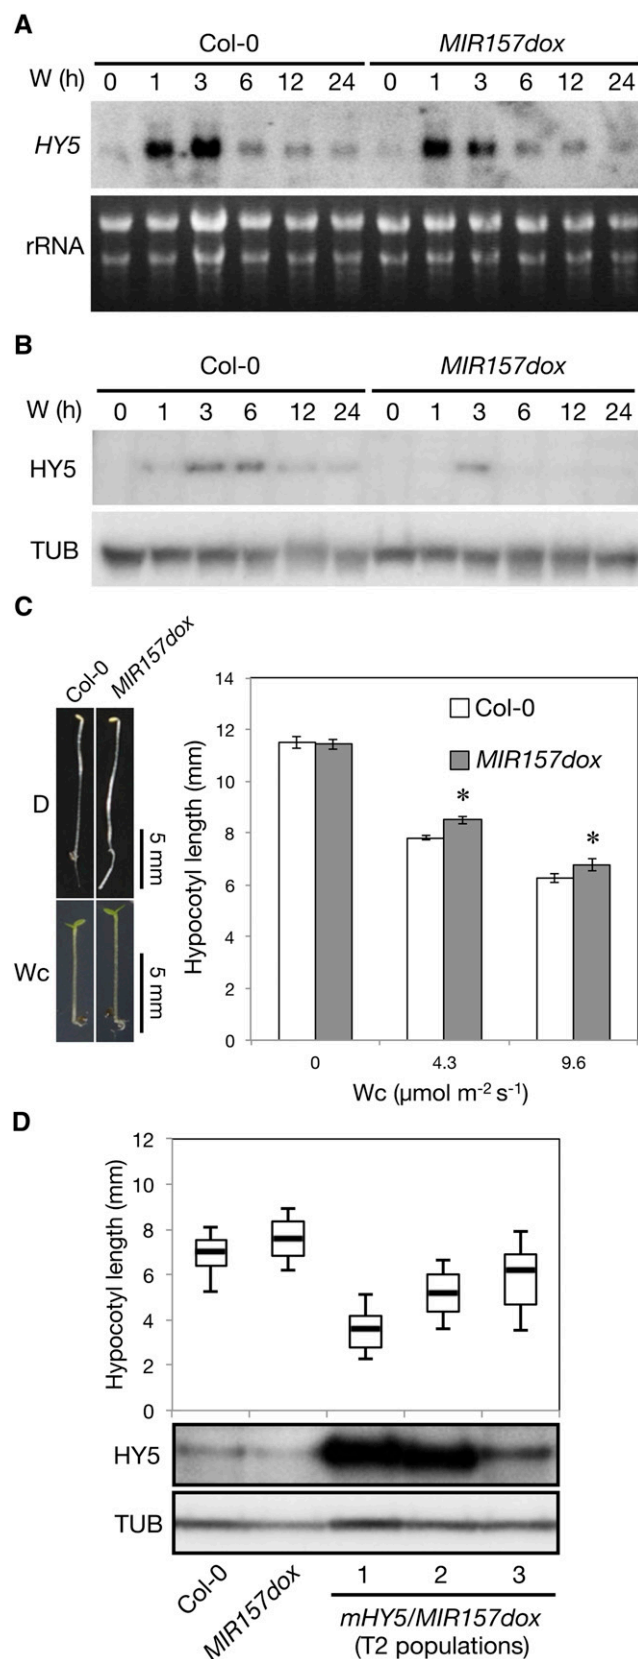 A
Col-0 MIR157dox
W (h) 0 1 3 6 12 24 0 1 3 6 12 24
HY5
rRNA
B
Col-0 MIR157dox
W (h) 0 1 3 6 12 24 0 1 3 6 12 24
HY5
TUB
C
Col-0 MIR157dox
D
5 mm
Wc
5 mm
Hypocotyl length (mm)
14
12
10
8
6
4
2
0
Col-0
MIR157dox
*
*
0 4.3 9.6
Wc (µmol m⁻² s⁻¹)
D
Hypocotyl length (mm)
12
10
8
6
4
2
0
HY5
TUB
Col-0 MIR157dox 1 2 3
mHY5/MIR157dox
(T2 populations)